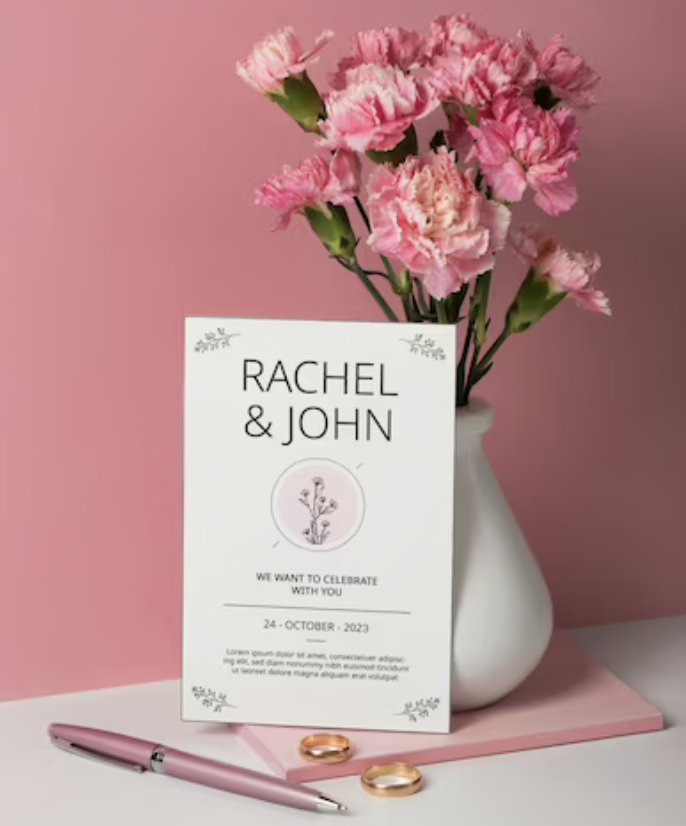 RACHEL
& JOHN
WE WANT TO CELEBRATE
WITH YOU
24 - OCTOBER - 2023
Lorem ipsum dolor sit amet, consectetuer adipisc-
ing elit, sed diam nonummy nibh euismod tincidunt
ut laoreet dolore magna aliquam erat volutpat